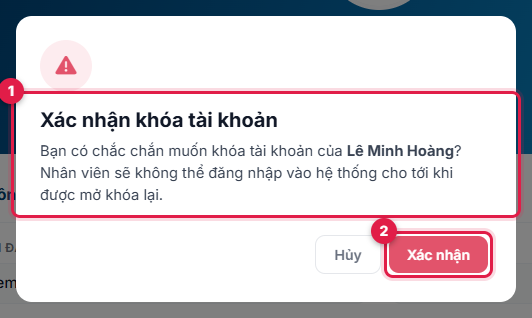 1
Xác nhận khóa tài khoản
Bạn có chắc chắn muốn khóa tài khoản của Lê Minh Hoàng?
Nhân viên sẽ không thể đăng nhập vào hệ thống cho tới khi
được mở khóa lại.
2
Hủy
Xác nhận